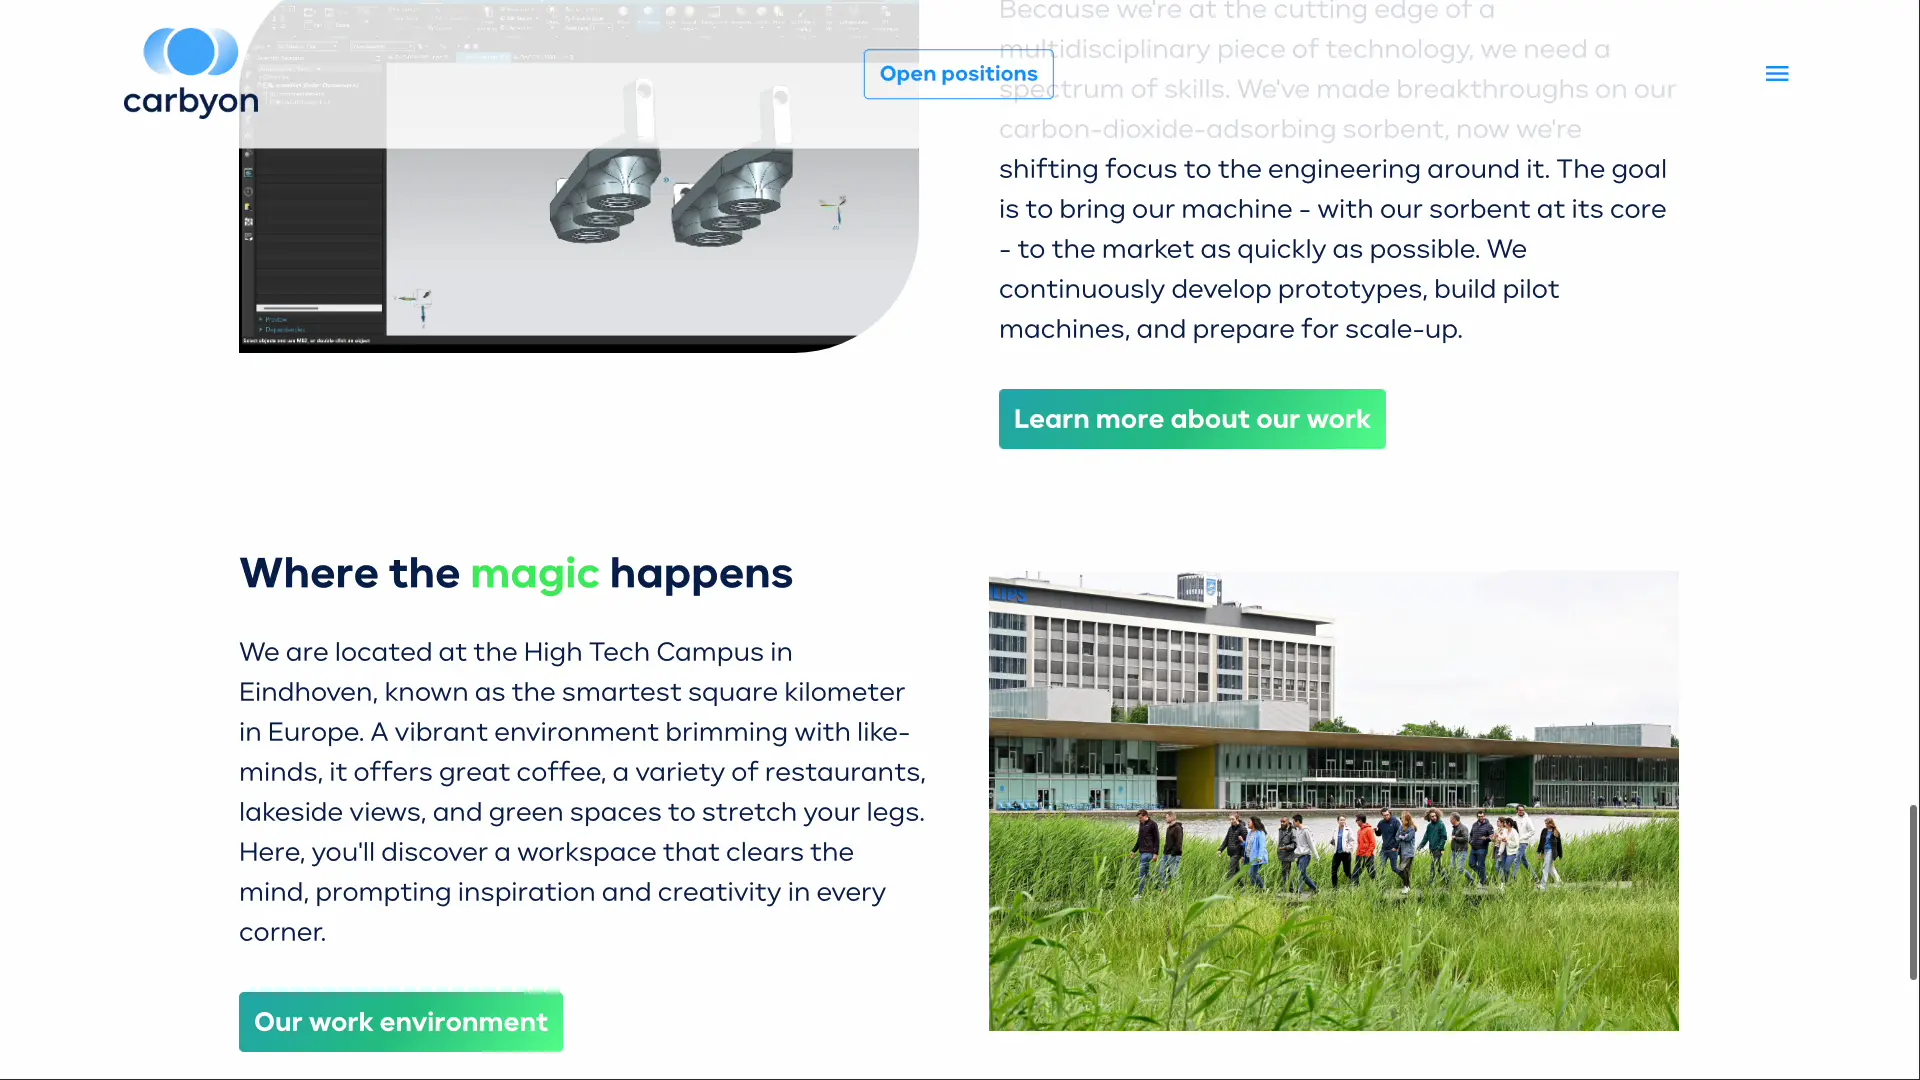 carbyon
Open positions
Because we're at the cutting edge of a
multidisciplinary piece of technology, we need a
spectrum of skills. We've made breakthroughs on our
carbon-dioxide-adsorbing sorbent, now we're
shifting focus to the engineering around it. The goal
is to bring our machine - with our sorbent at its core
- to the market as quickly as possible. We
continuously develop prototypes, build pilot
machines, and prepare for scale-up.
Preview
Dependencies
Learn more about our work
Where the magic happens
We are located at the High Tech Campus in
Eindhoven, known as the smartest square kilometer
in Europe. A vibrant environment brimming with like-
minds, it offers great coffee, a variety of restaurants,
lakeside views, and green spaces to stretch your legs.
Here, you'll discover a workspace that clears the
mind, prompting inspiration and creativity in every
corner.
Our work environment